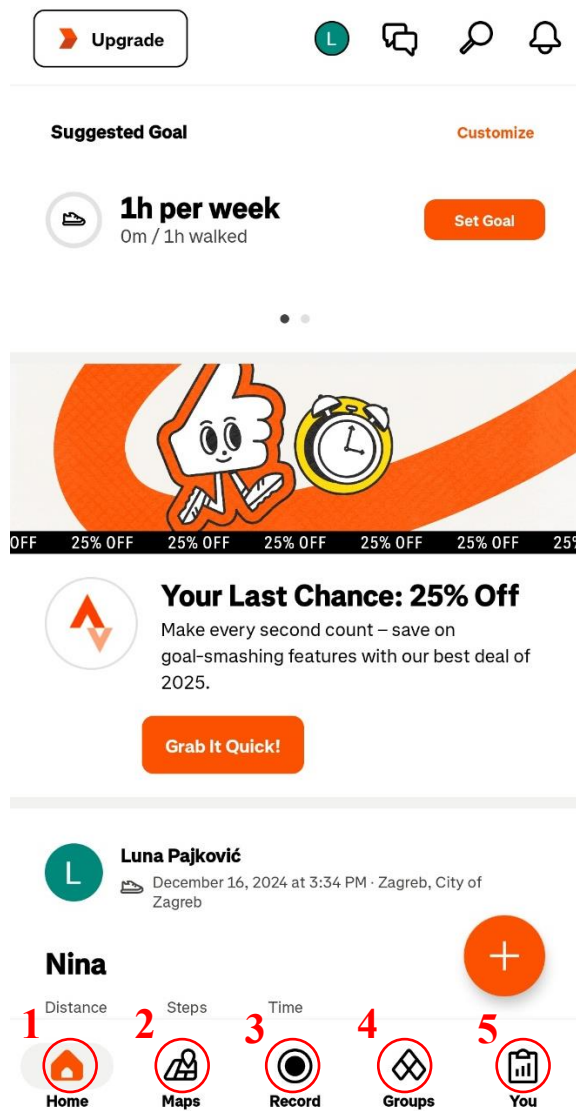 Upgrade
L
Suggested Goal
Customize
1h per week
0m / 1h walked
Set Goal
OFF 25% OFF 25% OFF 25% OFF 25% OFF 25% OFF 25%
Your Last Chance: 25% Off
Make every second count – save on
goal-smashing features with our best deal of
2025.
Grab It Quick!
L
Luna Pajković
December 16, 2024 at 3:34 PM · Zagreb, City of
Zagreb
Nina
Distance Steps Time
1 2 3 4 5
Home Maps Record Groups You